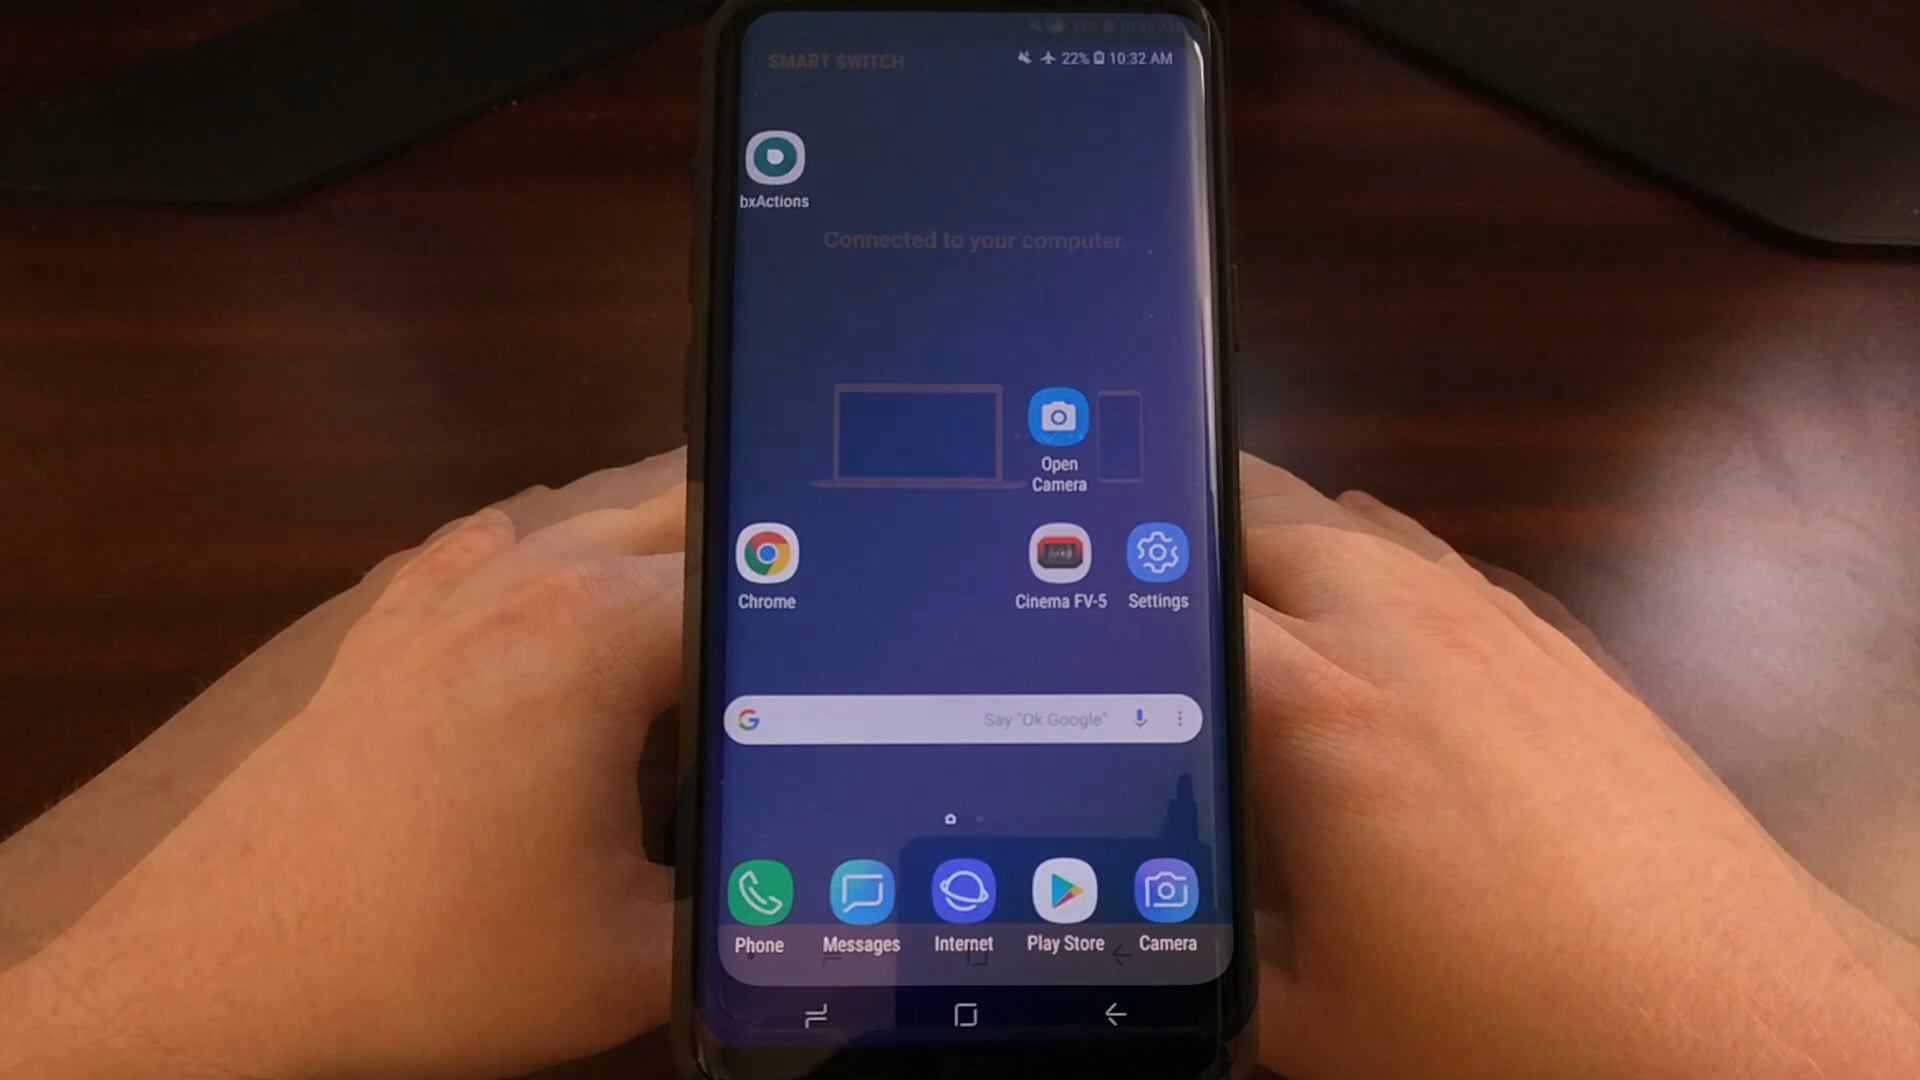 SMART SWITCH
22% 10:32 AM
bxActions
Connected to your computer.
Open
Camera
Chrome
Cinema FV-5
Settings
Say "Ok Google"
Phone
Messages
Internet
Play Store
Camera